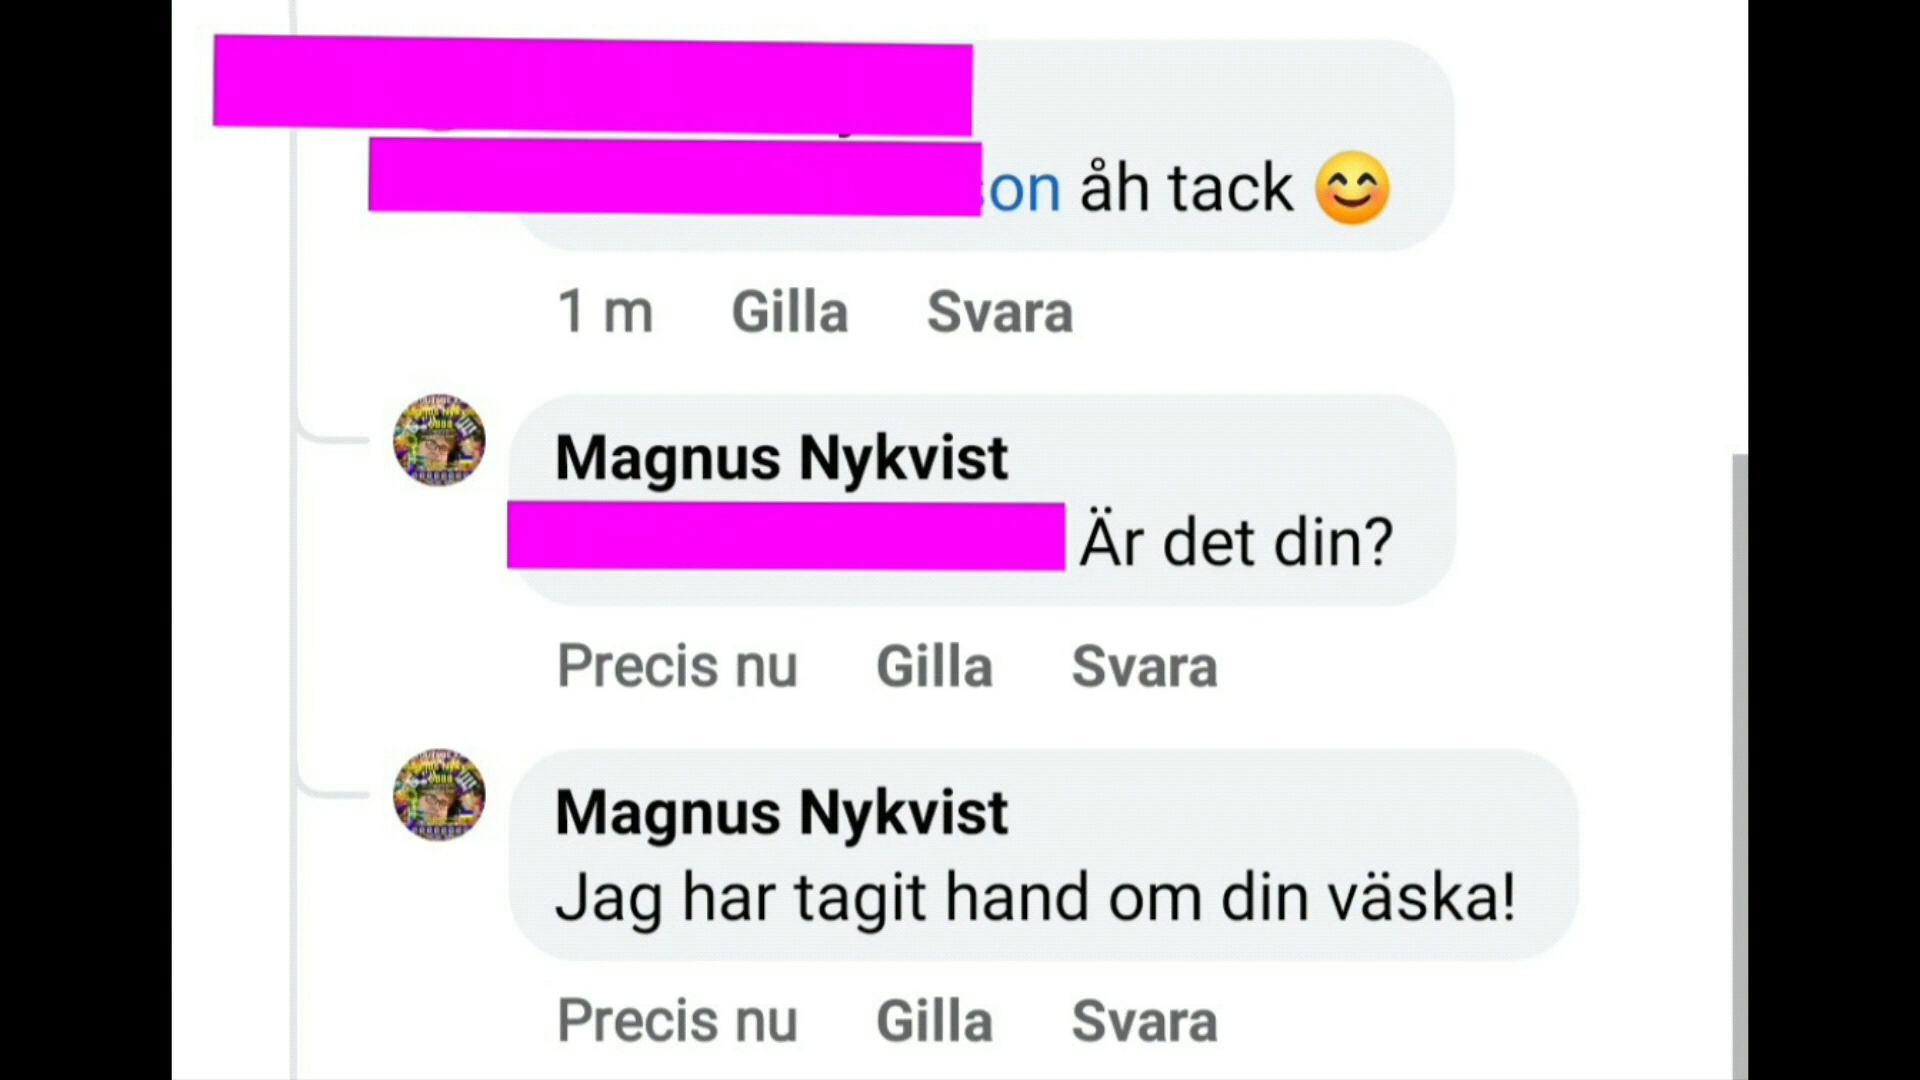 on åh tack 😊
1 m Gilla Svara
Magnus Nykvist
Är det din?
Precis nu Gilla Svara
Magnus Nykvist
Jag har tagit hand om din väska!
Precis nu Gilla Svara